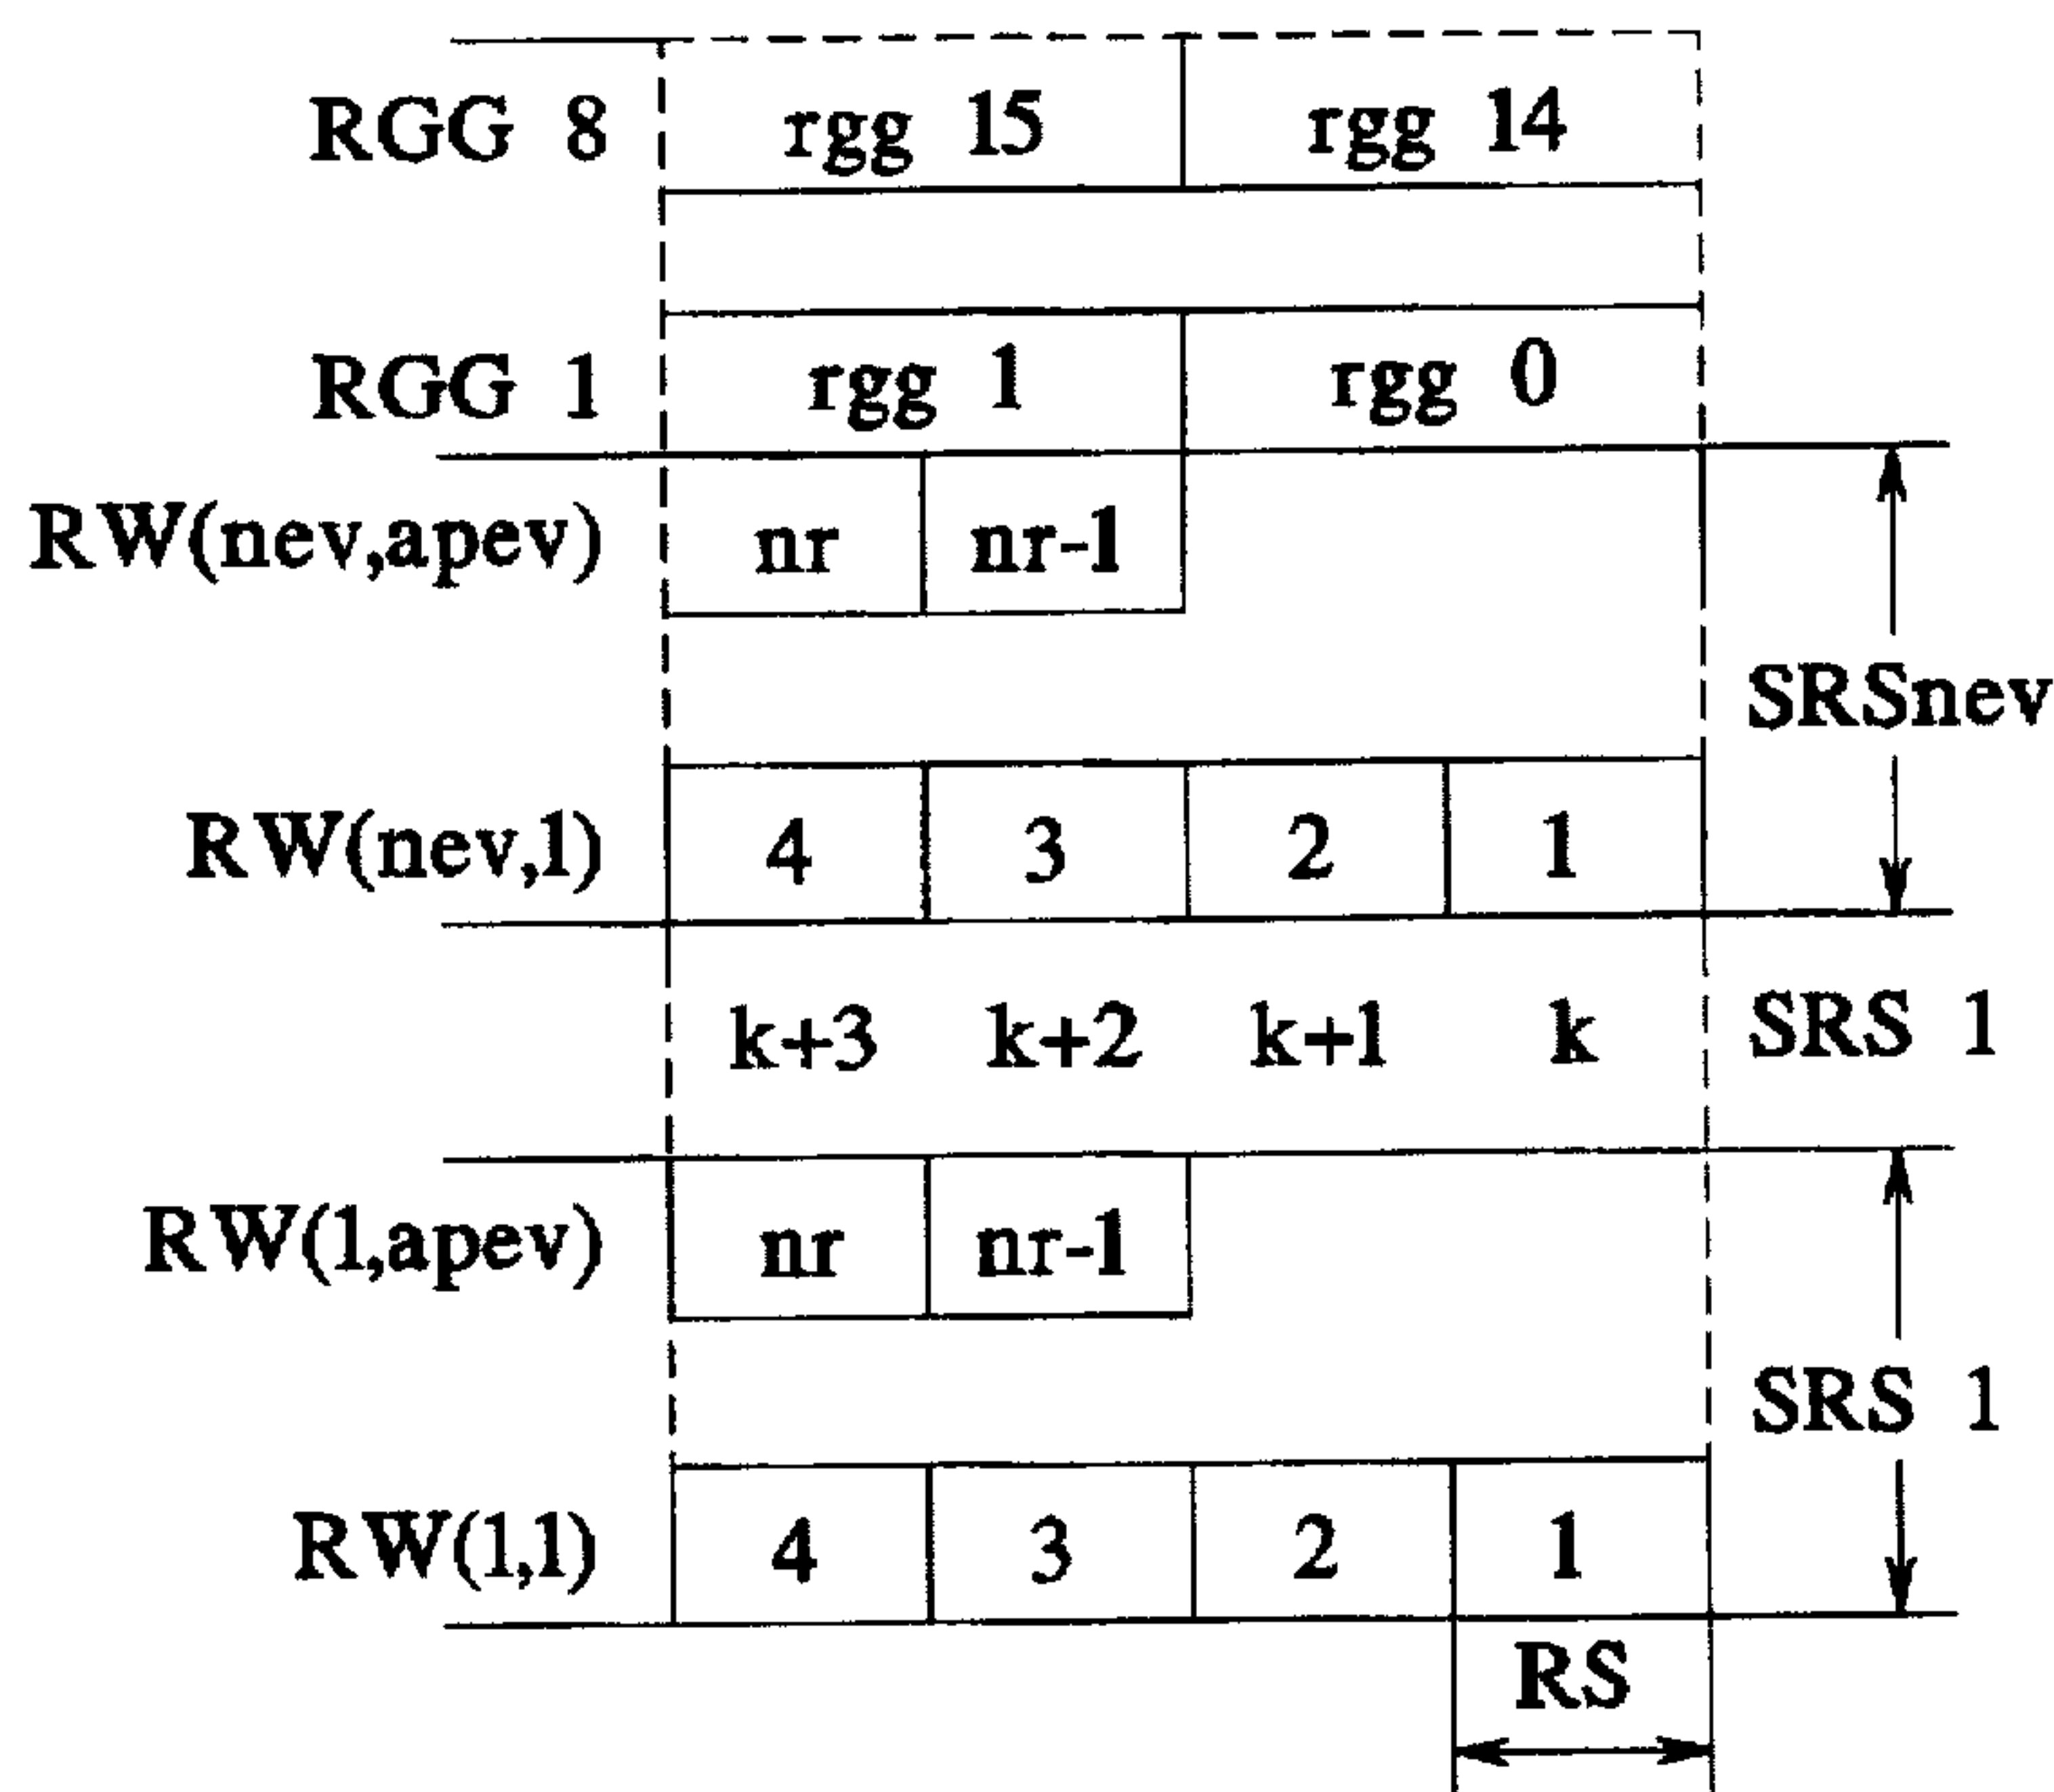 RGG 8 rgg 15 rgg 14
RGG 1 rgg 1 rgg 0
RW(nev,apev) nr nr-1
SRSnev
RW(nev,1) 4 3 2 1
k+3 k+2 k+1 k SRS 1
RW(1,apev) nr nr-1
SRS 1
RW(1,1) 4 3 2 1
RS